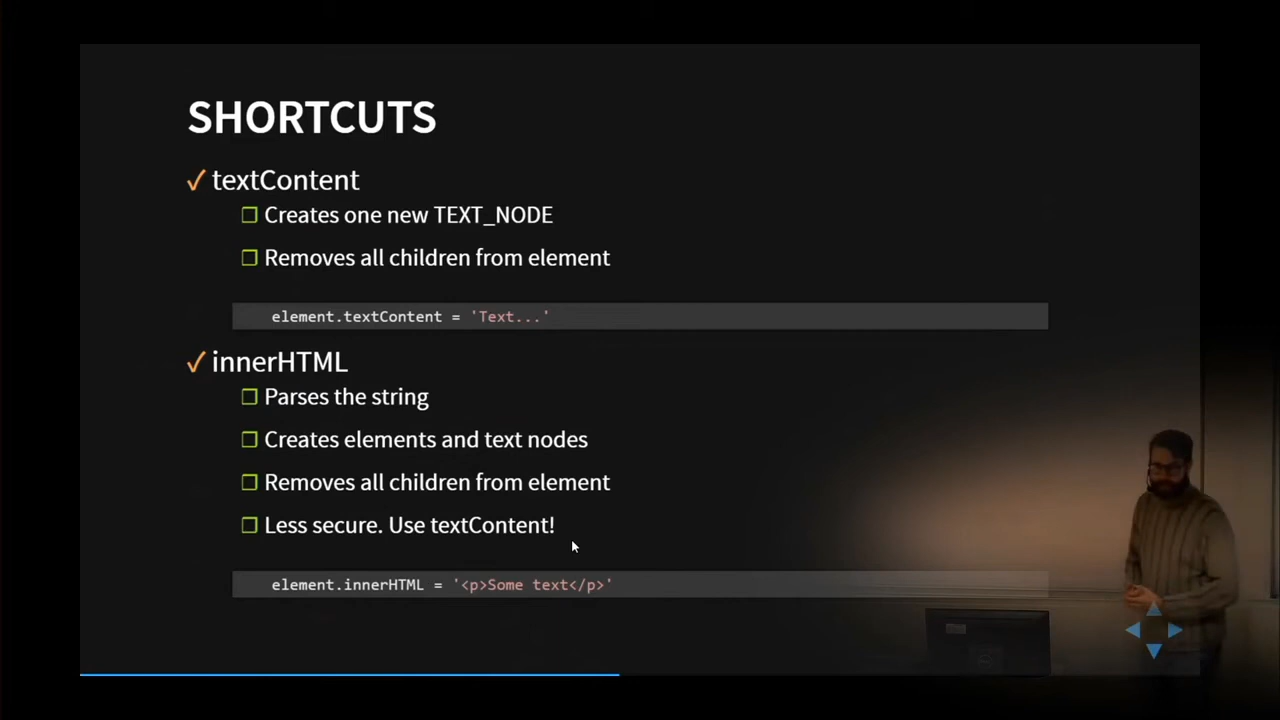 SHORTCUTS
✓ textContent
❐ Creates one new TEXT_NODE
❐ Removes all children from element
element.textContent = 'Text...'
✓ innerHTML
❐ Parses the string
❐ Creates elements and text nodes
❐ Removes all children from element
❐ Less secure. Use textContent!
element.innerHTML = '<p>Some text</p>'